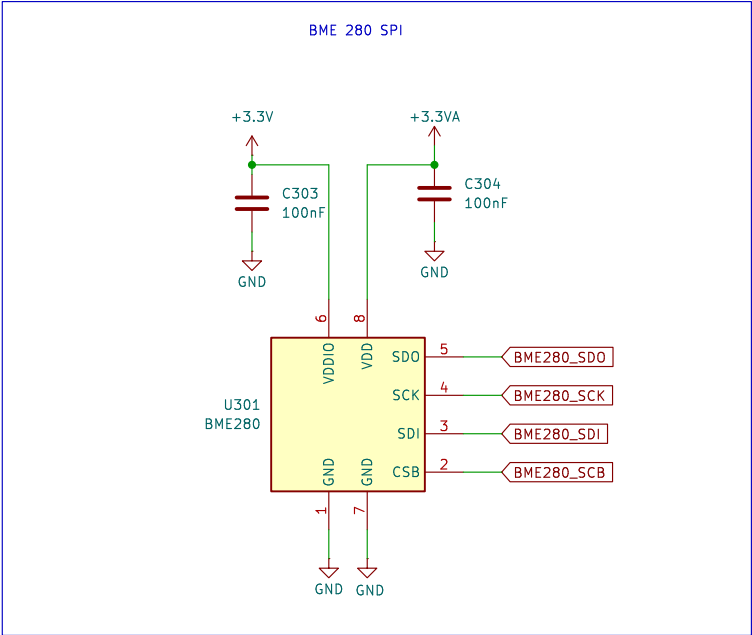 BME 280 SPI
+3.3V
+3.3VA
C303
100nF
C304
100nF
GND
GND
6
8
VDDIO
VDD
SDO
5
BME280_SDO
SCK
4
BME280_SCK
U301
BME280
SDI
3
BME280_SDI
CSB
2
BME280_SCB
GND
GND
1
7
GND
GND